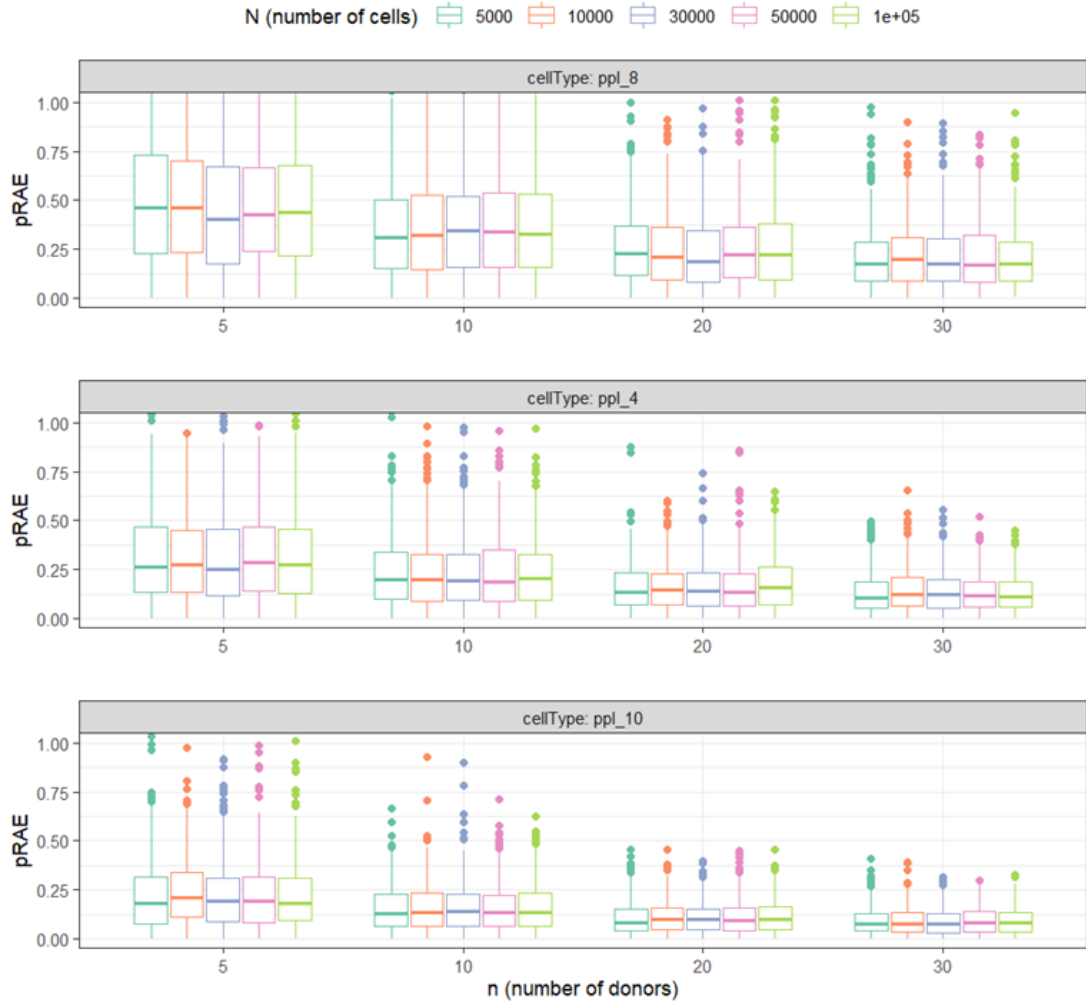 N (number of cells) 5000 10000 30000 50000 1e+05
cellType: ppl_8
1.00
0.75
0.50
0.25
0.00
pRAE
5 10 20 30
cellType: ppl_4
1.00
0.75
0.50
0.25
0.00
pRAE
5 10 20 30
cellType: ppl_10
1.00
0.75
0.50
0.25
0.00
pRAE
5 10 20 30
n (number of donors)